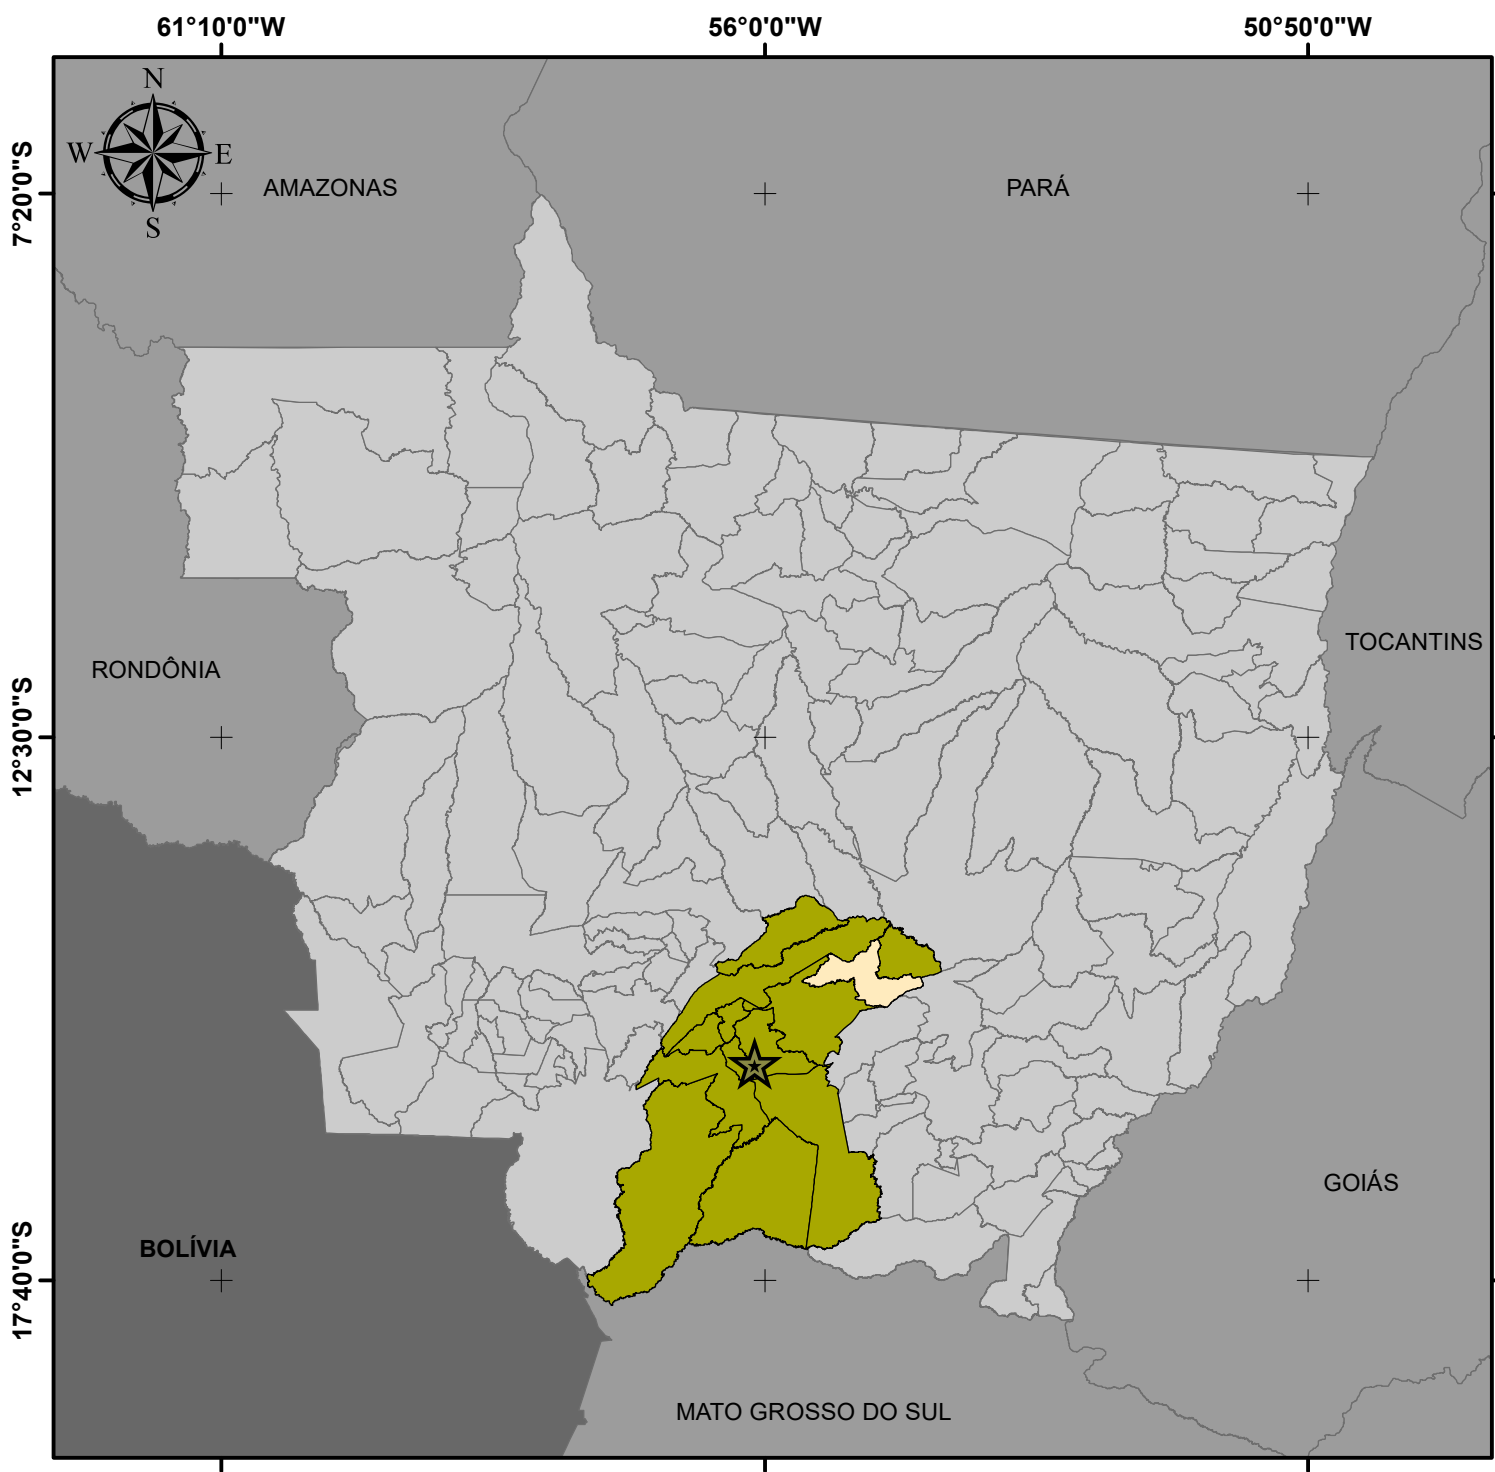 61°10'0"W
56°0'0"W
50°50'0"W
N
W
E
S
7°20'0"S
AMAZONAS
PARÁ
TOCANTINS
RONDÔNIA
12°30'0"S
GOIÁS
BOLÍVIA
17°40'0"S
MATO GROSSO DO SUL